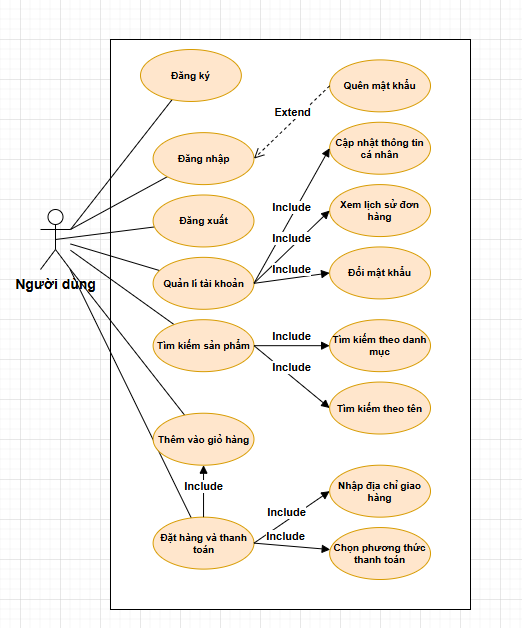 Đăng ký
Quên mật khẩu
Extend
Đăng nhập
Cập nhật thông tin
cá nhân
Include
Xem lịch sử đơn
hàng
Đăng xuất
Include
Include
Người dùng
Quản lí tài khoản
Đổi mật khẩu
Tìm kiếm sản phẩm
Include
Tìm kiếm theo danh
mục
Include
Tìm kiếm theo tên
Thêm vào giỏ hàng
Include
Nhập địa chỉ giao
hàng
Include
Đặt hàng và thanh
toán
Include
Chọn phương thức
thanh toán